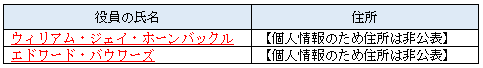 役員の氏名 住所
ウィリアム・ジェイ・ホーンバックル 【個人情報のため住所は非公表】
エドワード・バウワーズ 【個人情報のため住所は非公表】